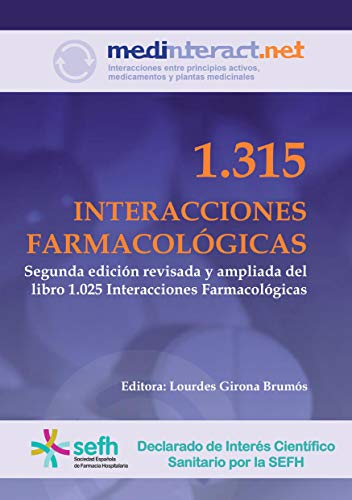 medinteract.net
Interacciones entre principios activos,
medicamentos y plantas medicinales
1.315
INTERACCIONES
FARMACOLÓGICAS
Segunda edición revisada y ampliada del
libro 1.025 Interacciones Farmacológicas
Editora: Lourdes Girona Brumós
sefh
Sociedad Española
de Farmacia Hospitalaria
Declarado de Interés Científico
Sanitario por la SEFH